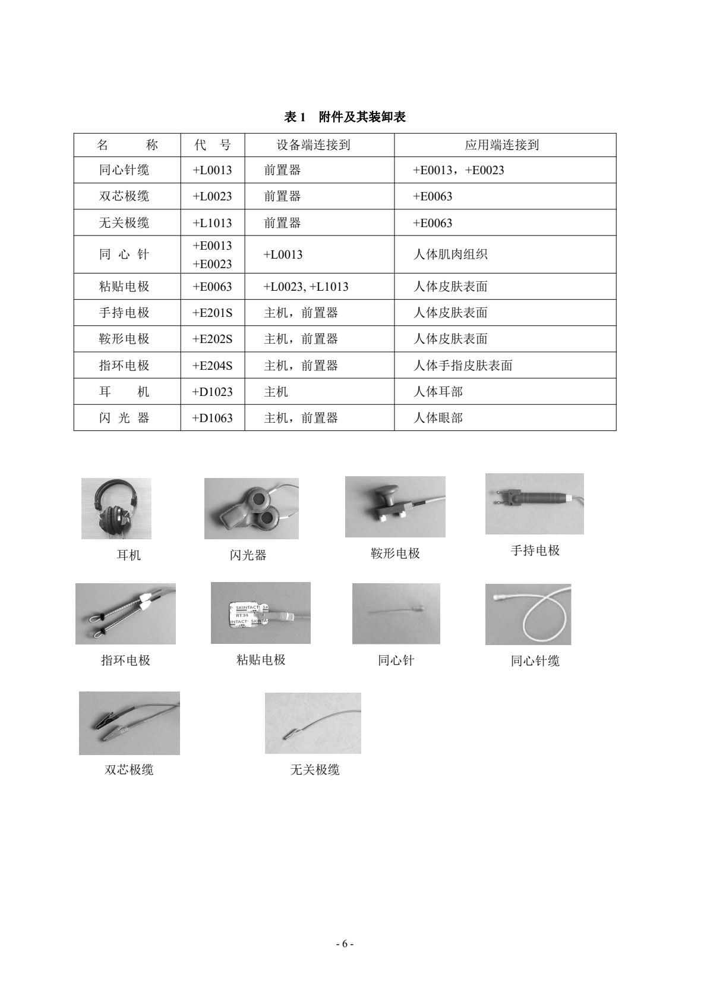 表 1 附件及其装卸表
名 称 代 号 设备端连接到 应用端连接到
同心针缆 +L0013 前置器 +E0013，+E0023
双芯极缆 +L0023 前置器 +E0063
无关极缆 +L1013 前置器 +E0063
同 心 针 +E0013 +E0023 +L0013 人体肌肉组织
粘贴电极 +E0063 +L0023, +L1013 人体皮肤表面
手持电极 +E201S 主机，前置器 人体皮肤表面
鞍形电极 +E202S 主机，前置器 人体皮肤表面
指环电极 +E204S 主机，前置器 人体手指皮肤表面
耳 机 +D1023 主机 人体耳部
闪 光 器 +D1063 主机，前置器 人体眼部
耳机 闪光器 鞍形电极 手持电极
SKINTACT SK
RT34
INTACT SKINTA
指环电极 粘贴电极 同心针 同心针缆
双芯极缆 无关极缆
- 6 -